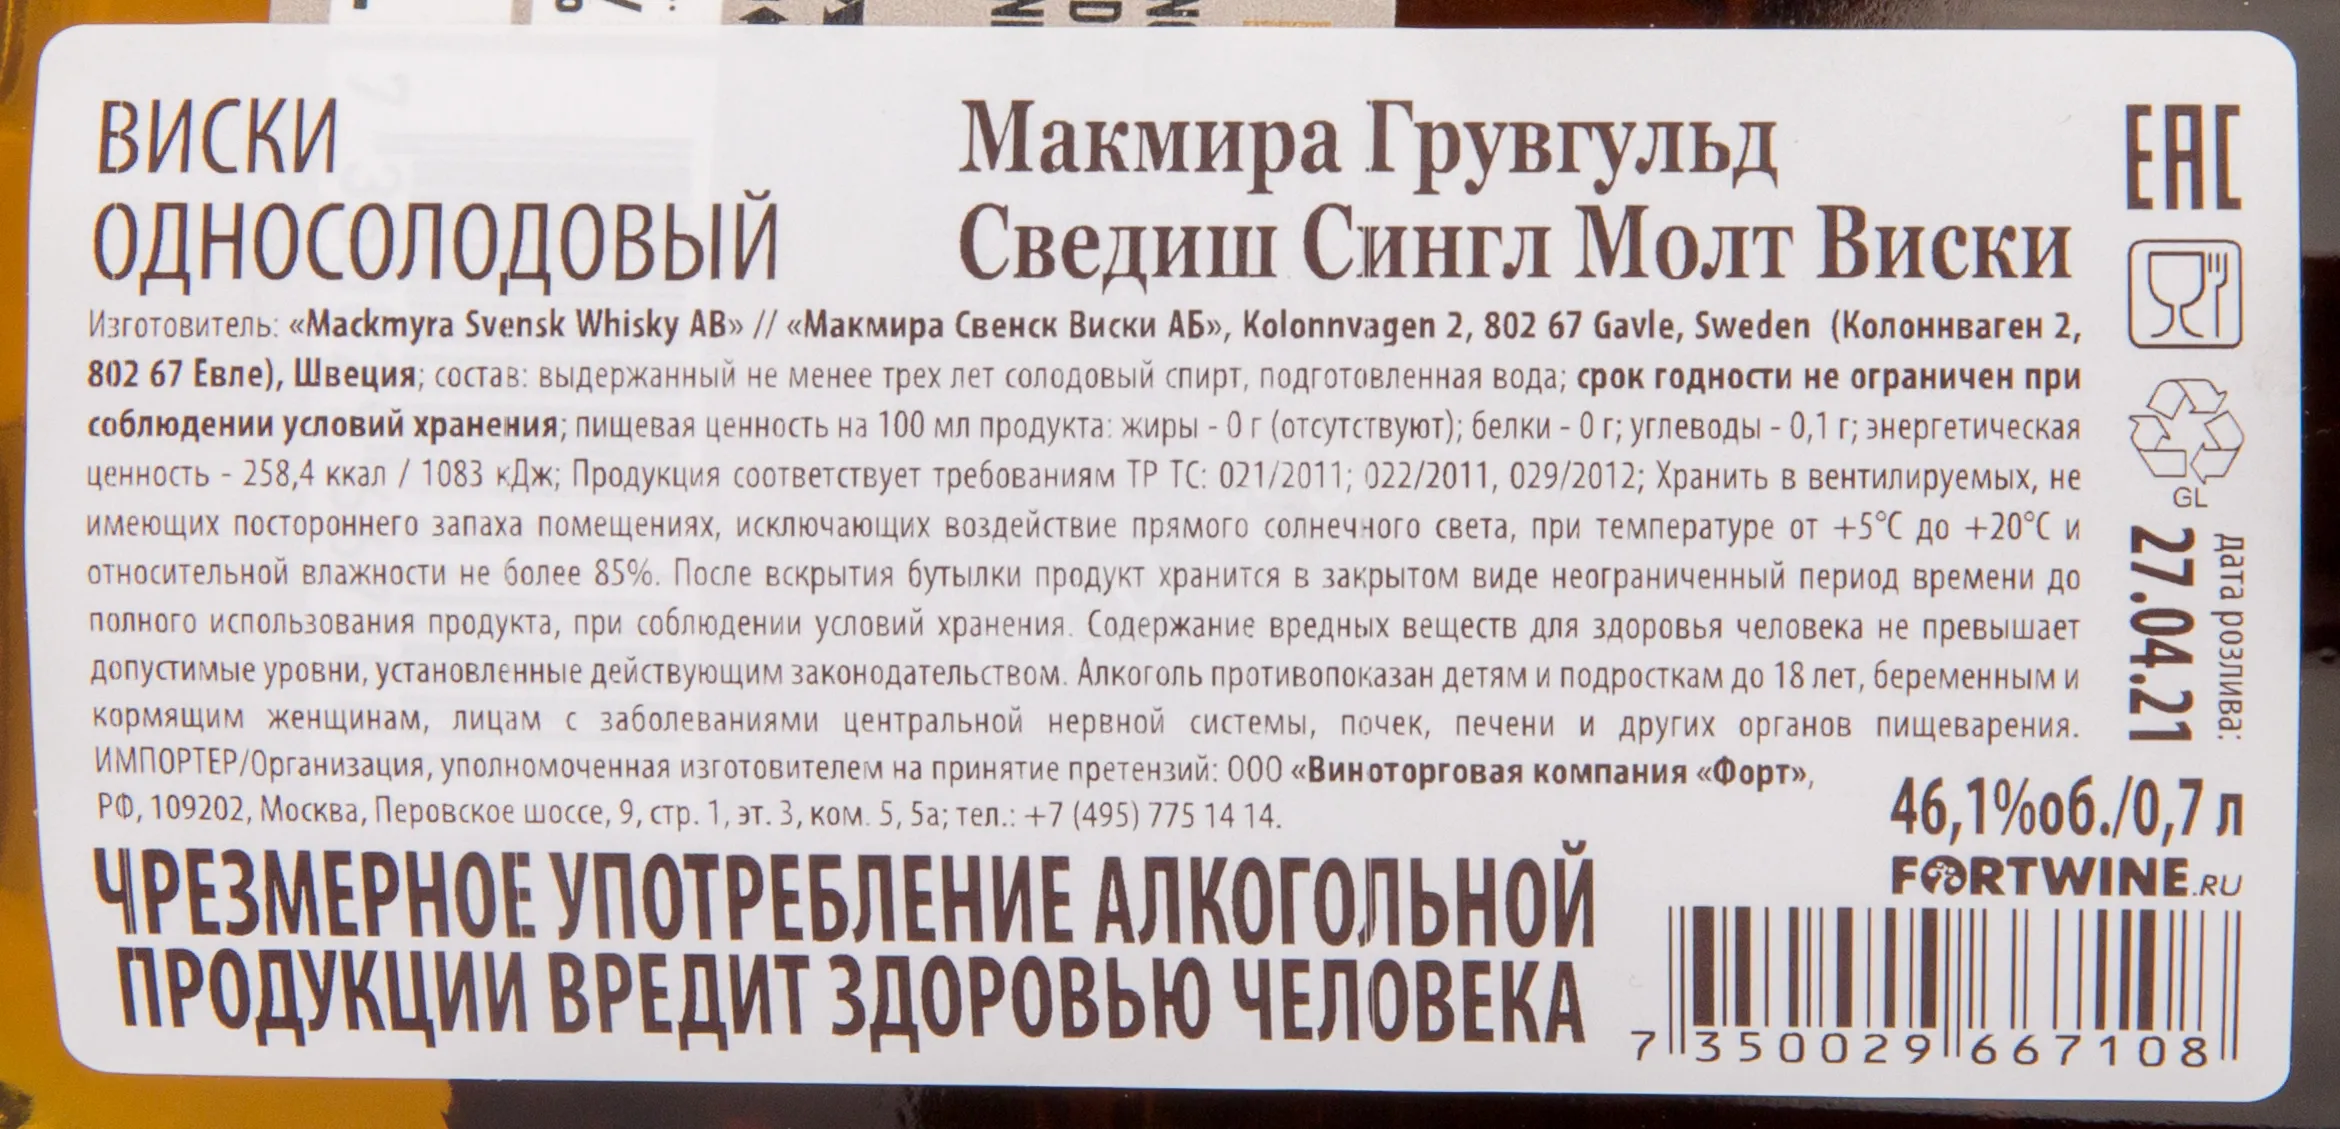 ВИСКИ
ОДНОСОЛОДОВЫЙ
Макмира Грувгульд
Сведиш Сингл Молт Виски
Изготовитель: «Mackmyra Svensk Whisky AB» // «Макмира Свенск Виски АБ», Kolonnvagen 2, 802 67 Gavle, Sweden (Колоннваген 2,
802 67 Евле), Швеция; состав: выдержанный не менее трех лет солодовый спирт, подготовленная вода; срок годности не ограничен при
соблюдении условий хранения; пищевая ценность на 100 мл продукта: жиры - 0 г (отсутствуют); белки - 0 г; углеводы - 0,1 г; энергетическая
ценность - 258,4 ккал / 1083 кДж; Продукция соответствует требованиям ТР ТС: 021/2011; 022/2011, 029/2012; Хранить в вентилируемых, не
имеющих постороннего запаха помещениях, исключающих воздействие прямого солнечного света, при температуре от +5°С до +20°С и
относительной влажности не более 85%. После вскрытия бутылки продукт хранится в закрытом виде неограниченный период времени до
полного использования продукта, при соблюдении условий хранения. Содержание вредных веществ для здоровья человека не превышает
допустимые уровни, установленные действующим законодательством. Алкоголь противопоказан детям и подросткам до 18 лет, беременным и
кормящим женщинам, лицам с заболеваниями центральной нервной системы, почек, печени и других органов пищеварения.
ИМПОРТЕР/Организация, уполномоченная изготовителем на принятие претензий: ООО «Виноторговая компания «Форт»,
РФ, 109202, Москва, Перовское шоссе, 9, стр. 1, эт. 3, ком. 5, 5а; тел.: +7 (495) 775 14 14.
ЧРЕЗМЕРНОЕ УПОТРЕБЛЕНИЕ АЛКОГОЛЬНОЙ
ПРОДУКЦИИ ВРЕДИТ ЗДОРОВЬЮ ЧЕЛОВЕКА
EAC
GL
дата розлива:
27.04.21
46,1%об./0,7 л
FORTWINE.RU
7 350029 667108